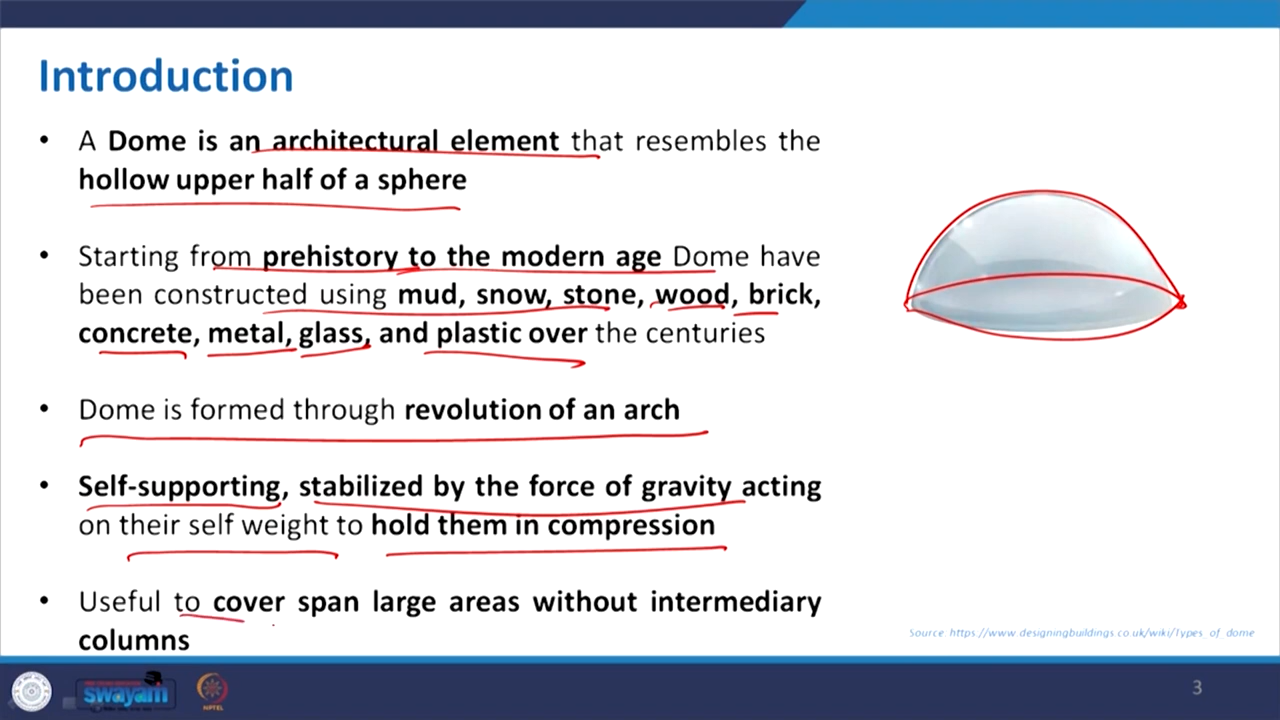 Introduction
• A Dome is an architectural element that resembles the
hollow upper half of a sphere
• Starting from prehistory to the modern age Dome have
been constructed using mud, snow, stone, wood, brick,
concrete, metal, glass, and plastic over the centuries
• Dome is formed through revolution of an arch
• Self-supporting, stabilized by the force of gravity acting
on their self weight to hold them in compression
• Useful to cover span large areas without intermediary
columns
Source: https://www.designingbuildings.co.uk/wiki/Types_of_dome
swayam
NPTEL
3